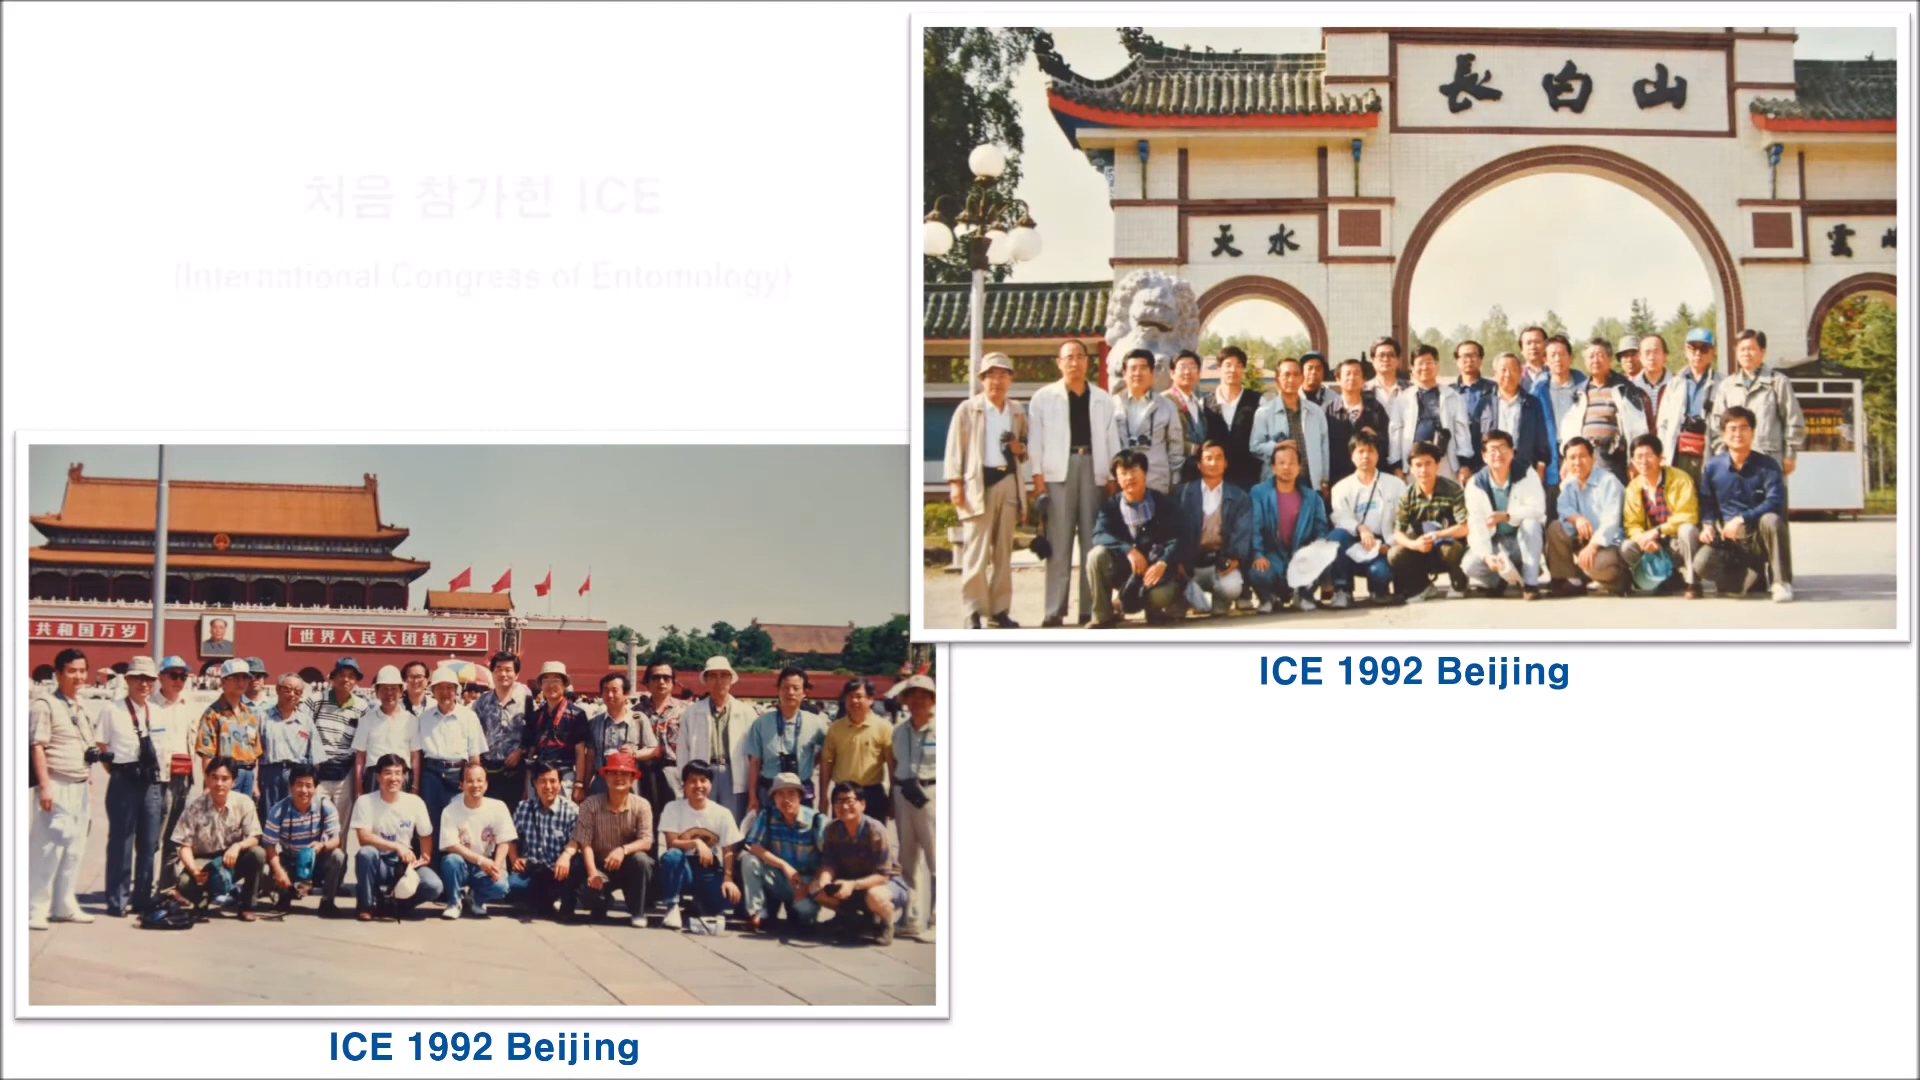 처음 참가한 ICE
(International Congress of Entomology)
長白山
天水
雲
ICE 1992 Beijing
共和国万岁
世界人民大团结万岁
ICE 1992 Beijing